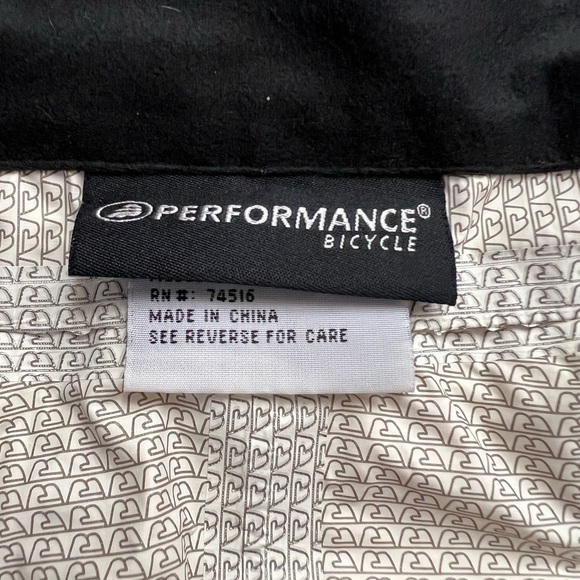 PERFORMANCE®
BICYCLE
RN #: 74516
MADE IN CHINA
SEE REVERSE FOR CARE